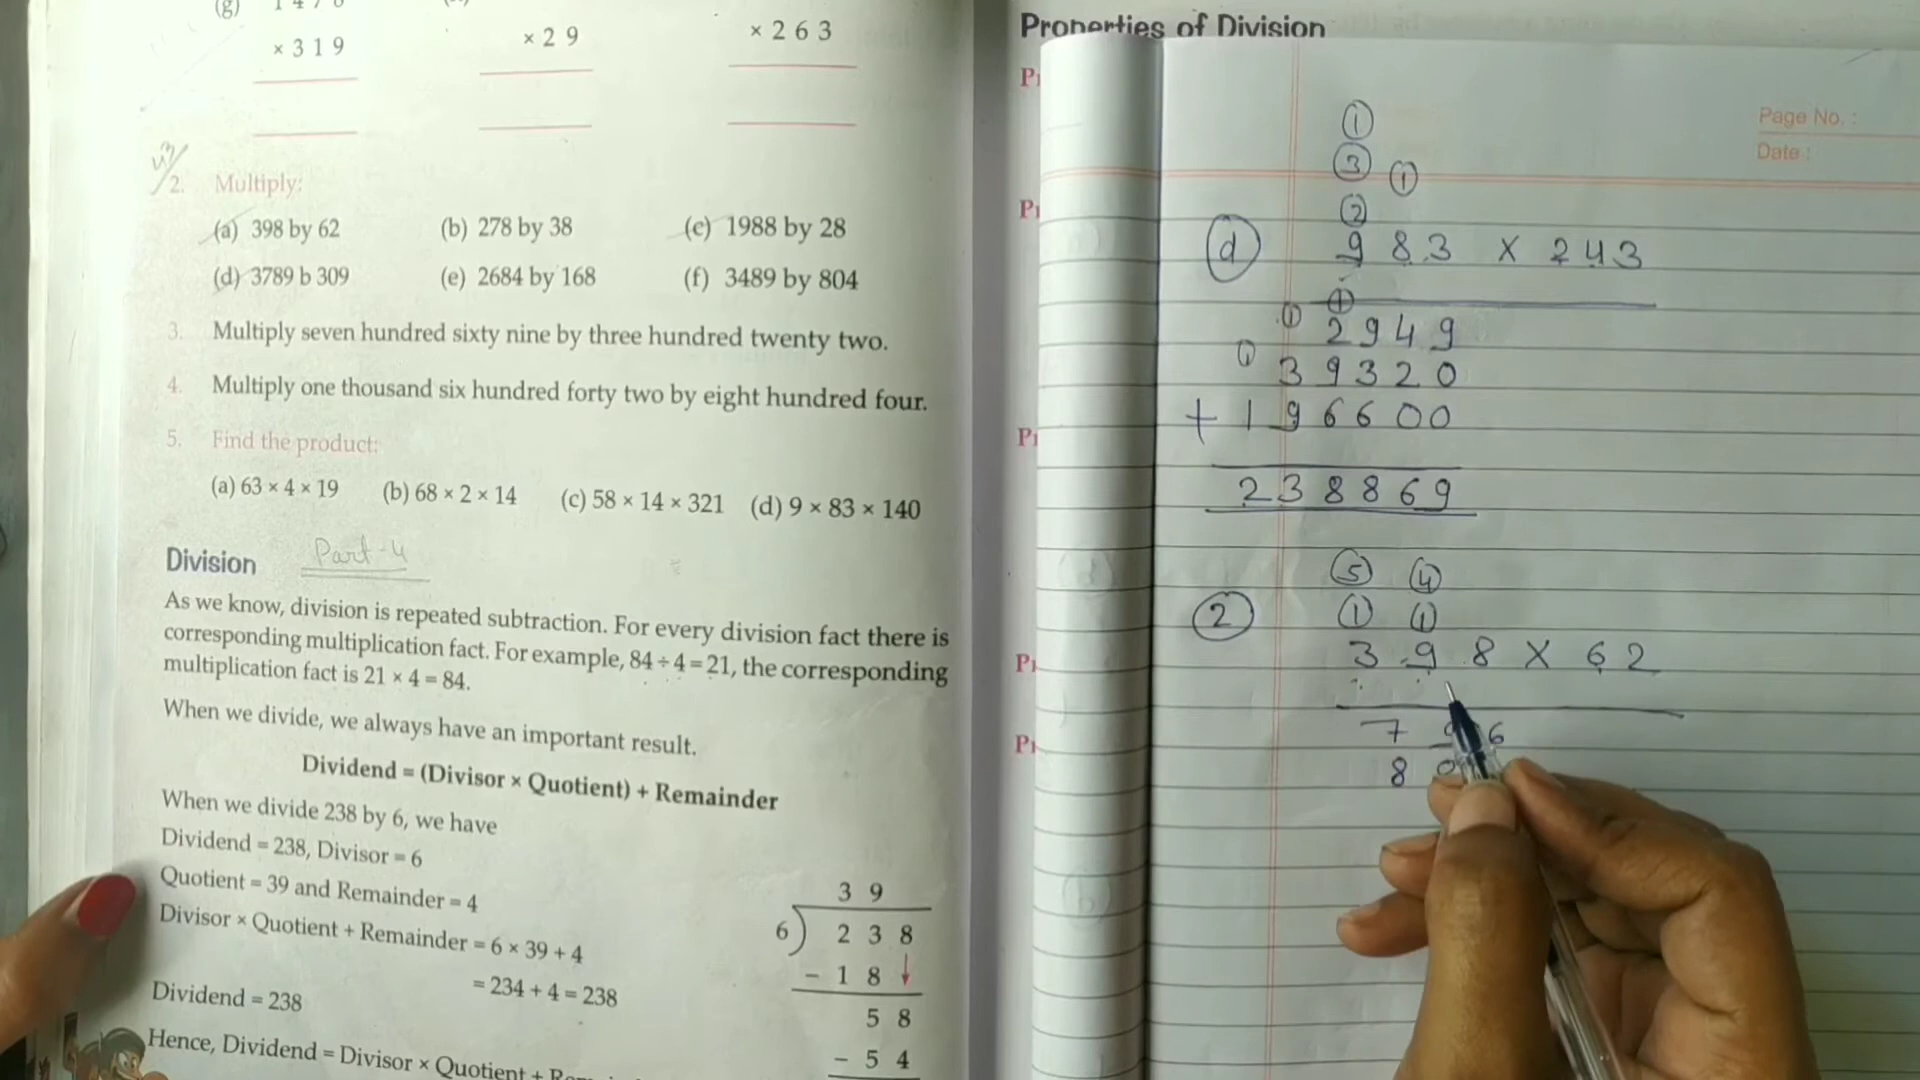 (g)
× 3 1 9
× 2 9
× 2 6 3
2. Multiply:
(a) 398 by 62 (b) 278 by 38 (c) 1988 by 28
(d) 3789 b 309 (e) 2684 by 168 (f) 3489 by 804
3. Multiply seven hundred sixty nine by three hundred twenty two.
4. Multiply one thousand six hundred forty two by eight hundred four.
5. Find the product:
(a) 63 × 4 × 19 (b) 68 × 2 × 14 (c) 58 × 14 × 321 (d) 9 × 83 × 140
Division Part-4
As we know, division is repeated subtraction. For every division fact there is
corresponding multiplication fact. For example, 84 ÷ 4 = 21, the corresponding
multiplication fact is 21 × 4 = 84.
When we divide, we always have an important result.
Dividend = (Divisor × Quotient) + Remainder
When we divide 238 by 6, we have
Dividend = 238, Divisor = 6
Quotient = 39 and Remainder = 4
Divisor × Quotient + Remainder = 6 × 39 + 4
= 234 + 4 = 238
Dividend = 238
Hence, Dividend = Divisor × Quotient +
3 9
6 ) 2 3 8
- 1 8
5 8
- 5 4
Properties of Division
Page No. :
Date :
1
3 1
2
d 9 8 3 × 2 4 3
1 1
2 9 4 9
1 3 9 3 2 0
+ 1 9 6 6 0 0
2 3 8 8 6 9
5 4
1 1
2 3 9 8 × 6 2
7 6
8